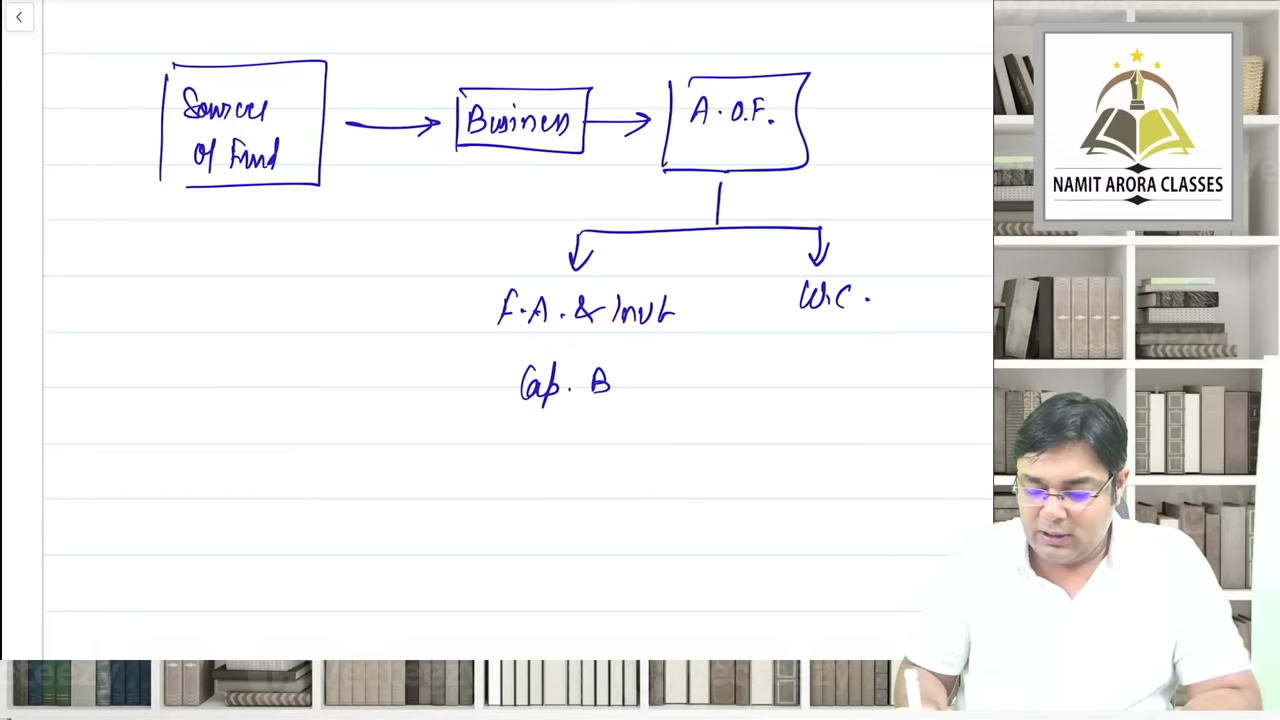 Sources
of Fund
Business
A.O.F.
F.A. & Invt
W.C.
Cap. B
NAMIT ARORA CLASSES